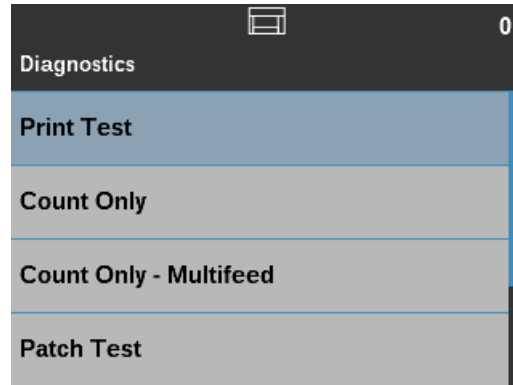 0
Diagnostics
Print Test
Count Only
Count Only - Multifeed
Patch Test